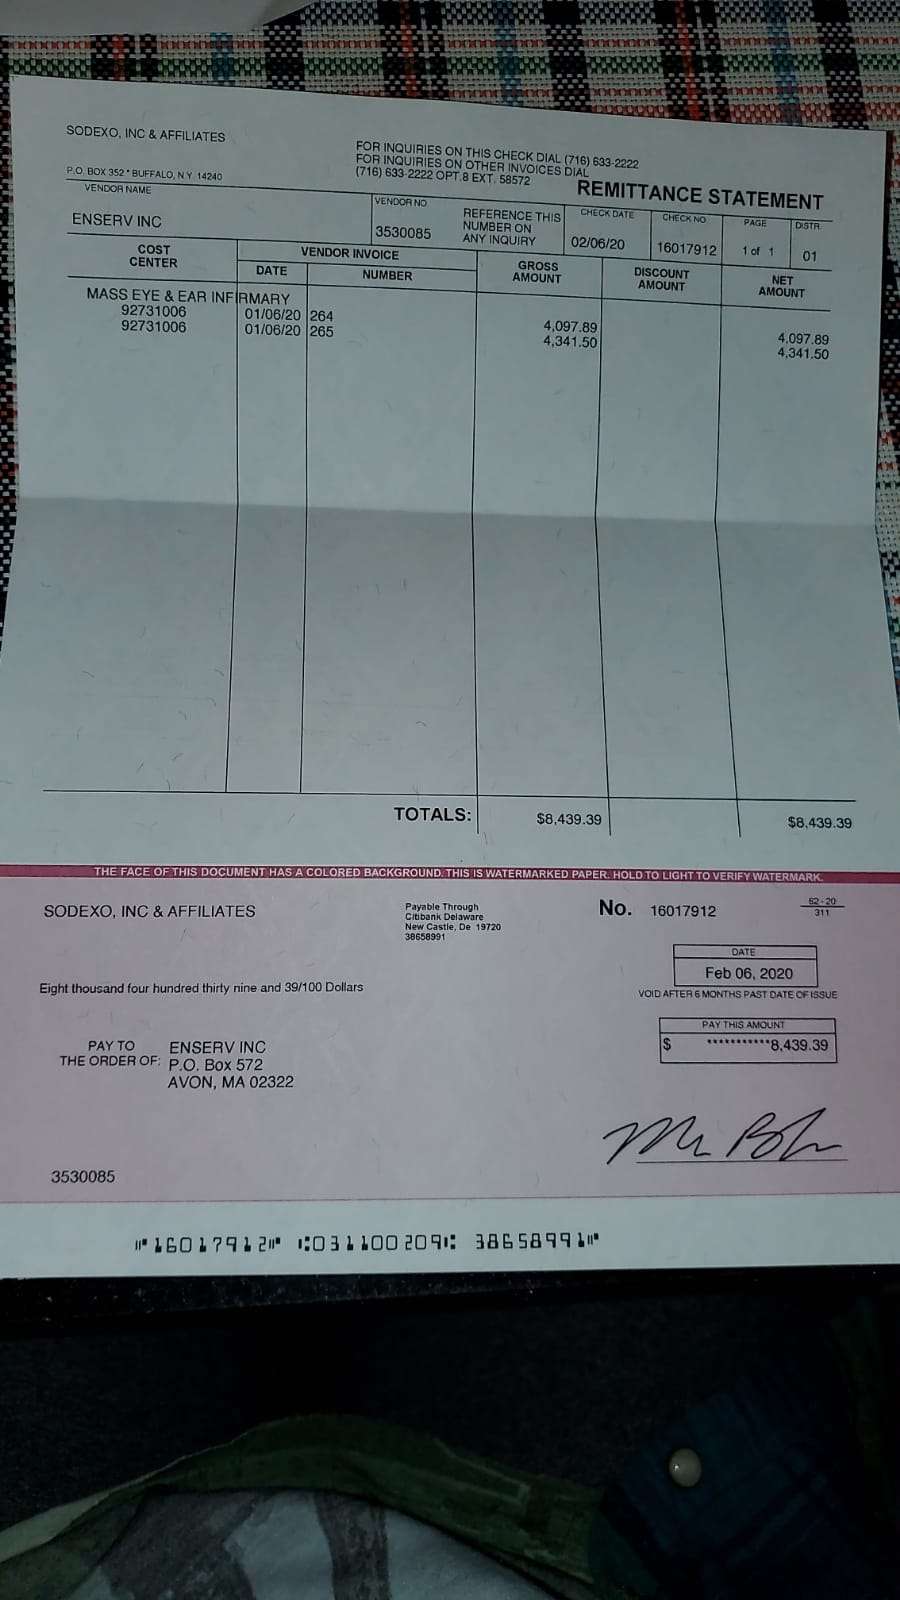 SODEXO, INC & AFFILIATES
FOR INQUIRIES ON THIS CHECK DIAL (716) 633-2222
FOR INQUIRIES ON OTHER INVOICES DIAL
(716) 633-2222 OPT.8 EXT. 58572
P.O. BOX 352 * BUFFALO, N.Y. 14240
REMITTANCE STATEMENT
VENDOR NAME
VENDOR NO.
REFERENCE THIS
NUMBER ON
ANY INQUIRY
CHECK DATE
CHECK NO.
PAGE
DISTR.
ENSERV INC
3530085
02/06/20
16017912
1 of 1
01
COST
CENTER
VENDOR INVOICE
DATE
NUMBER
GROSS
AMOUNT
DISCOUNT
AMOUNT
NET
AMOUNT
MASS EYE & EAR INFIRMARY
92731006 01/06/20 264 4,097.89 4,097.89
92731006 01/06/20 265 4,341.50 4,341.50
TOTALS: $8,439.39 $8,439.39
THE FACE OF THIS DOCUMENT HAS A COLORED BACKGROUND. THIS IS WATERMARKED PAPER. HOLD TO LIGHT TO VERIFY WATERMARK.
SODEXO, INC & AFFILIATES
Payable Through
Citibank Delaware
New Castle, De 19720
38658991
No. 16017912
62-20
311
DATE
Feb 06, 2020
VOID AFTER 6 MONTHS PAST DATE OF ISSUE
Eight thousand four hundred thirty nine and 39/100 Dollars
PAY THIS AMOUNT
$ ***********8,439.39
PAY TO
THE ORDER OF:
ENSERV INC
P.O. Box 572
AVON, MA 02322
3530085
⑈16017912⑈ ⑆031100209⑆ 38658991⑈